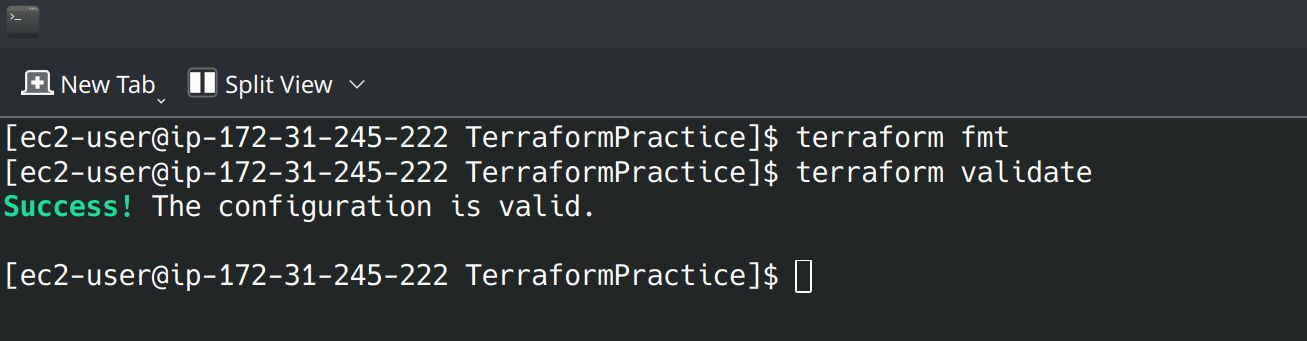 New Tab Split View
[ec2-user@ip-172-31-245-222 TerraformPractice]$ terraform fmt
[ec2-user@ip-172-31-245-222 TerraformPractice]$ terraform validate
Success! The configuration is valid.
[ec2-user@ip-172-31-245-222 TerraformPractice]$